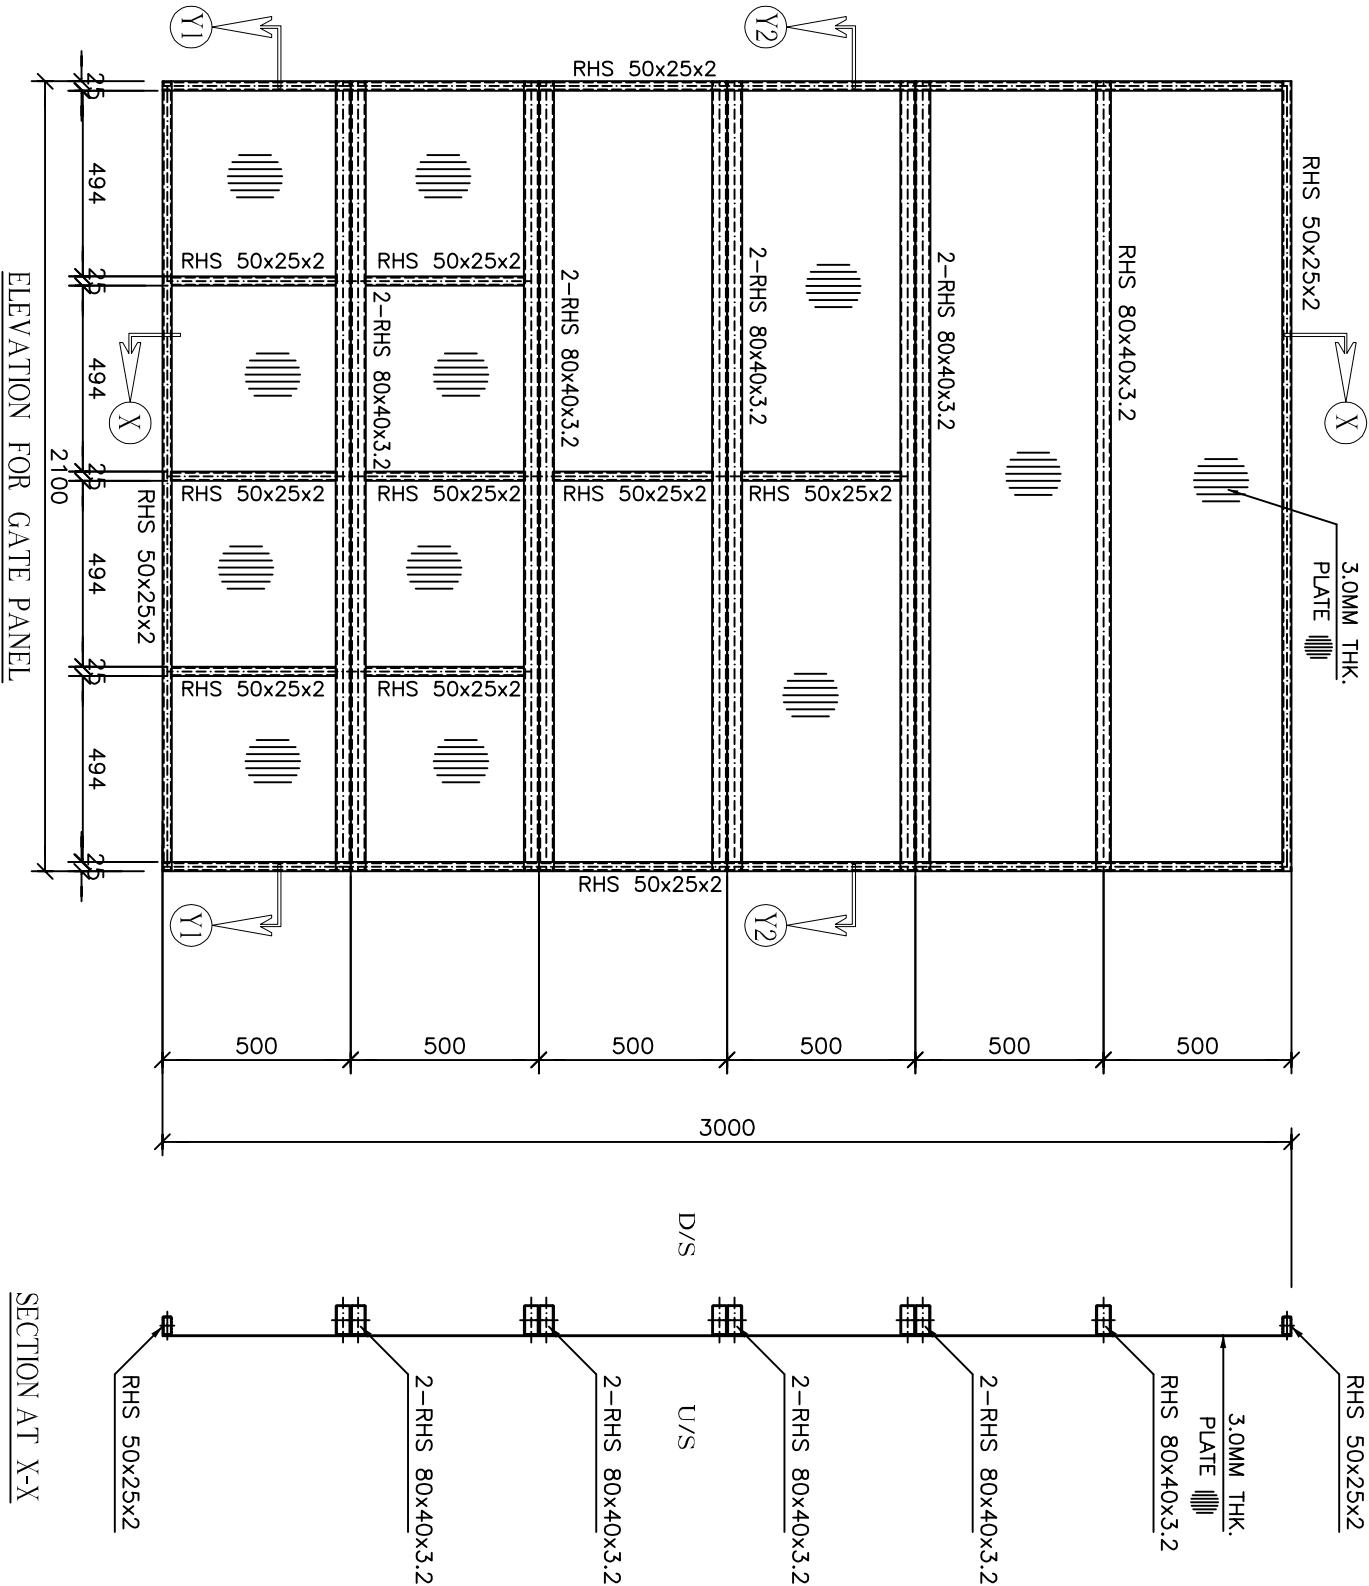 RHS 50x25x2
X
3.0MM THK.
PLATE
RHS 80x40x3.2
2-RHS 80x40x3.2
Y2
Y2
2-RHS 80x40x3.2
RHS 50x25x2
RHS 50x25x2
RHS 50x25x2
RHS 50x25x2
2-RHS 80x40x3.2
RHS 50x25x2
RHS 50x25x2
RHS 50x25x2
2-RHS 80x40x3.2
RHS 50x25x2
RHS 50x25x2
RHS 50x25x2
Y1
Y1
X
RHS 50x25x2
25
494
25
494
25
494
25
494
25
2100
ELEVATION FOR GATE PANEL
500
500
500
500
500
500
3000
D/S
U/S
RHS 50x25x2
3.0MM THK.
PLATE
RHS 80x40x3.2
2-RHS 80x40x3.2
2-RHS 80x40x3.2
2-RHS 80x40x3.2
2-RHS 80x40x3.2
RHS 50x25x2
SECTION AT X-X